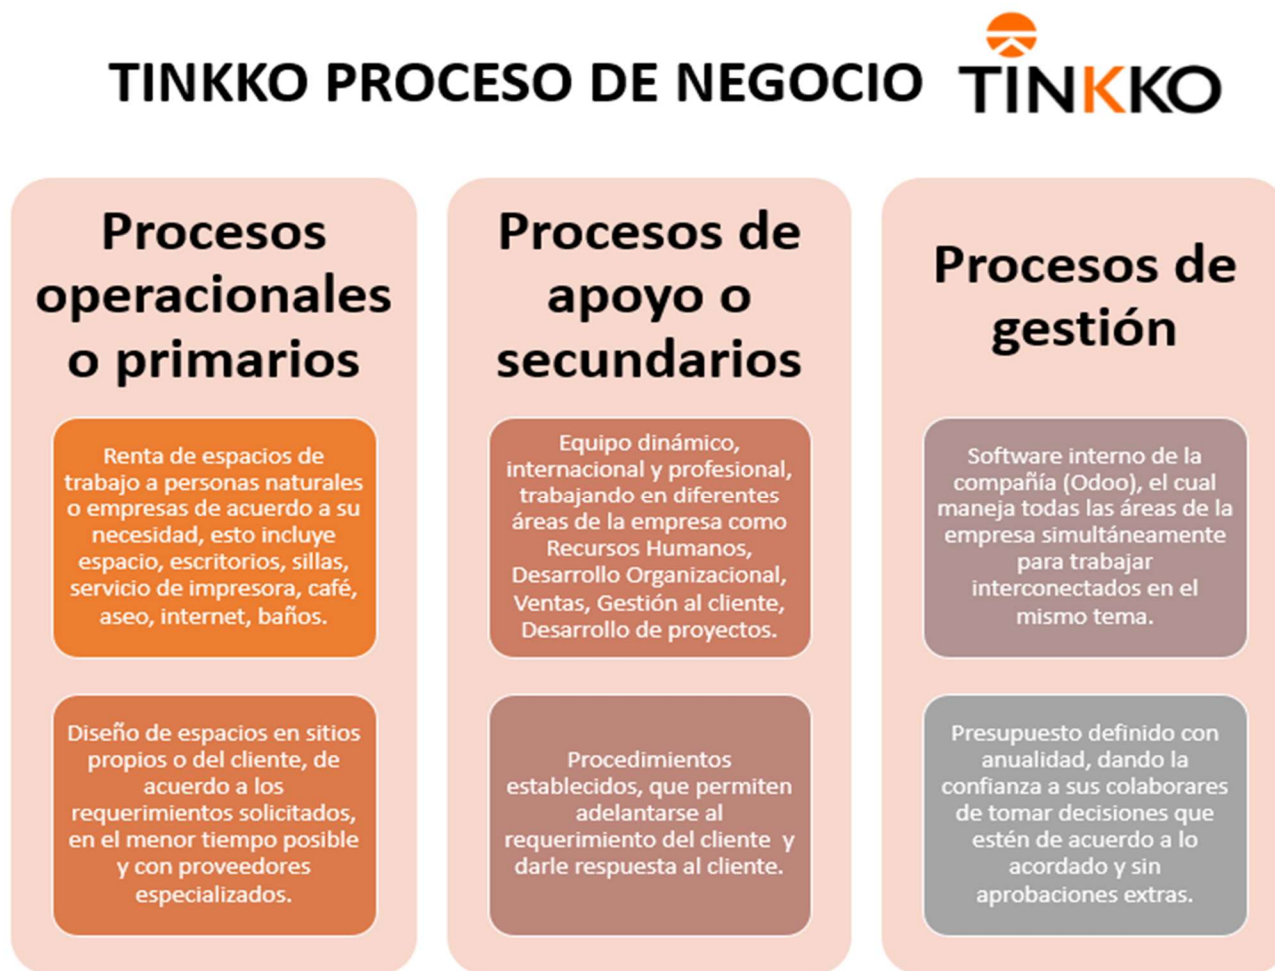 TINKKO PROCESO DE NEGOCIO
TINKKO
Procesos
operacionales
o primarios
Renta de espacios de
trabajo a personas naturales
o empresas de acuerdo a su
necesidad, esto incluye
espacio, escritorios, sillas,
servicio de impresora, café,
aseo, internet, baños.
Diseño de espacios en sitios
propios o del cliente, de
acuerdo a los
requerimientos solicitados,
en el menor tiempo posible
y con proveedores
especializados.
Procesos de
apoyo o
secundarios
Equipo dinámico,
internacional y profesional,
trabajando en diferentes
áreas de la empresa como
Recursos Humanos,
Desarrollo Organizacional,
Ventas, Gestión al cliente,
Desarrollo de proyectos.
Procedimientos
establecidos, que permiten
adelantarse al
requerimiento del cliente y
darle respuesta al cliente.
Procesos de
gestión
Software interno de la
compañía (Odoo), el cual
maneja todas las áreas de la
empresa simultáneamente
para trabajar
interconectados en el
mismo tema.
Presupuesto definido con
anualidad, dando la
confianza a sus colaborares
de tomar decisiones que
estén de acuerdo a lo
acordado y sin
aprobaciones extras.